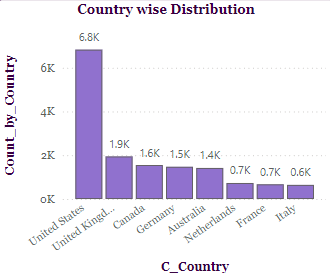 Country wise Distribution
Count_by_Country
6K
4K
2K
0K
6.8K
1.9K
1.6K
1.5K
1.4K
0.7K
0.7K
0.6K
United States
United Kingd...
Canada
Germany
Australia
Netherlands
France
Italy
C_Country